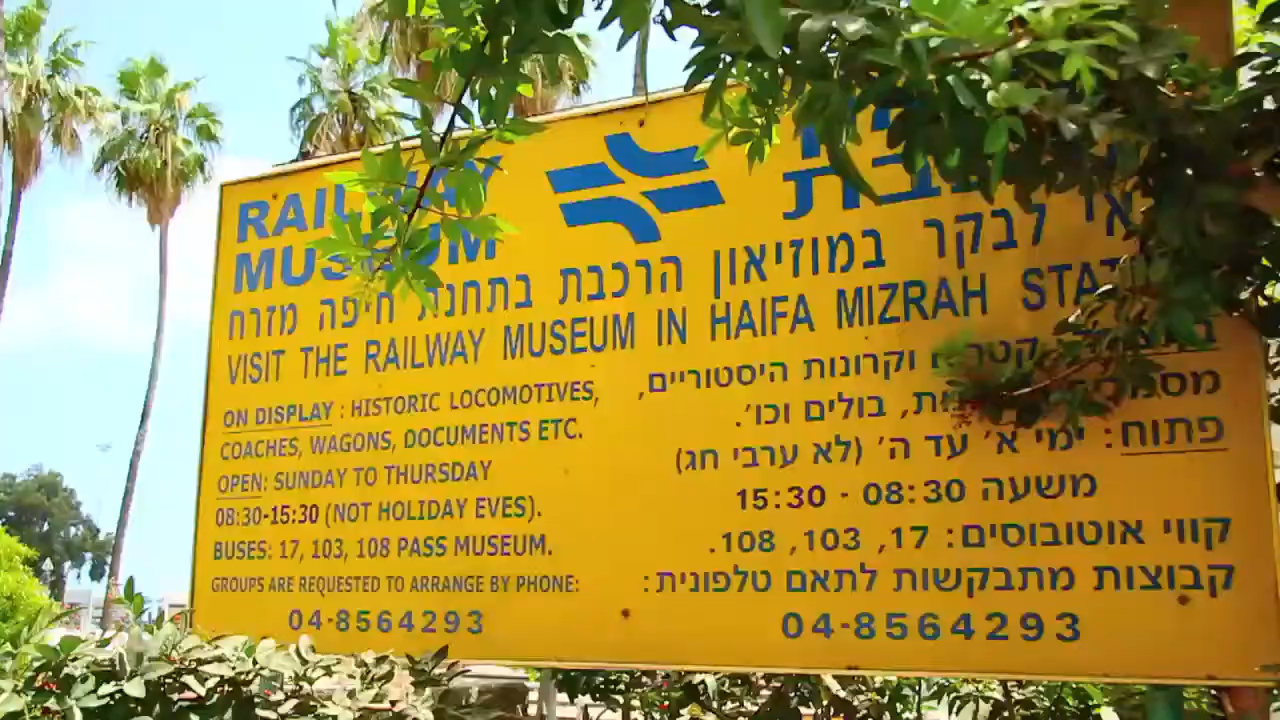 RAILWAY
MUSEUM
לבקר במוזיאון הרכבת בתחנת חיפה מזרח
VISIT THE RAILWAY MUSEUM IN HAIFA MIZRAH
ON DISPLAY : HISTORIC LOCOMOTIVES,
COACHES, WAGONS, DOCUMENTS ETC.
OPEN: SUNDAY TO THURSDAY
08:30-15:30 (NOT HOLIDAY EVES).
BUSES: 17, 103, 108 PASS MUSEUM.
GROUPS ARE REQUESTED TO ARRANGE BY PHONE:
04-8564293
וקרונות היסטוריים,
בולים וכו'.
פתוח: ימי א' עד ה' (לא ערבי חג)
משעה 08:30 - 15:30
קווי אוטובוסים: 17, 103, 108.
קבוצות מתבקשות לתאם טלפונית:
04-8564293